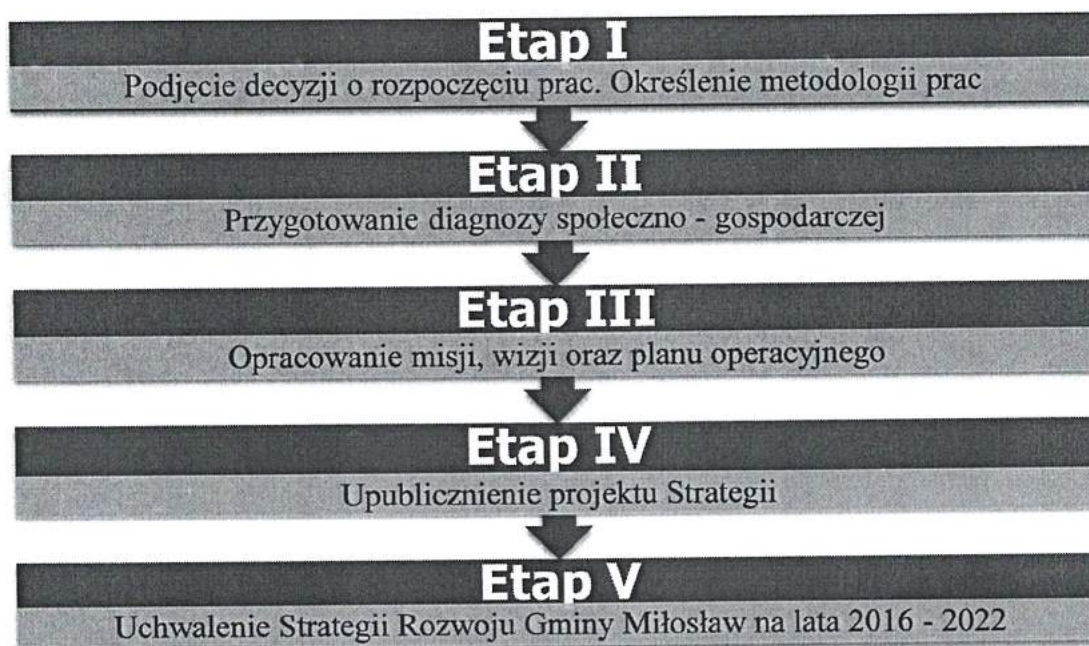 Etap I
Podjęcie decyzji o rozpoczęciu prac. Określenie metodologii prac
Etap II
Przygotowanie diagnozy społeczno - gospodarczej
Etap III
Opracowanie misji, wizji oraz planu operacyjnego
Etap IV
Upublicznienie projektu Strategii
Etap V
Uchwalenie Strategii Rozwoju Gminy Miłosław na lata 2016 - 2022